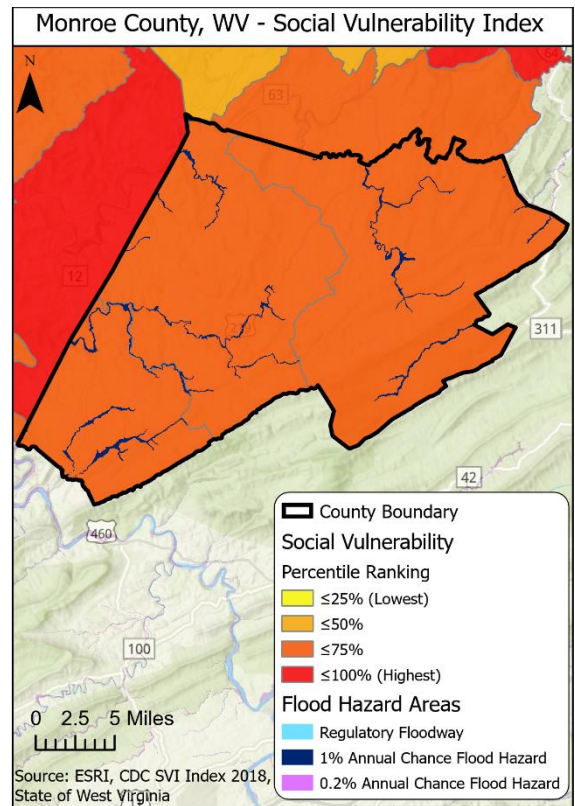 Monroe County, WV - Social Vulnerability Index
N
64
63
12
219
311
42
460
100
County Boundary
Social Vulnerability
Percentile Ranking
≤25% (Lowest)
≤50%
≤75%
≤100% (Highest)
Flood Hazard Areas
Regulatory Floodway
1% Annual Chance Flood Hazard
0.2% Annual Chance Flood Hazard
0 2.5 5 Miles
Source: ESRI, CDC SVI Index 2018,
State of West Virginia